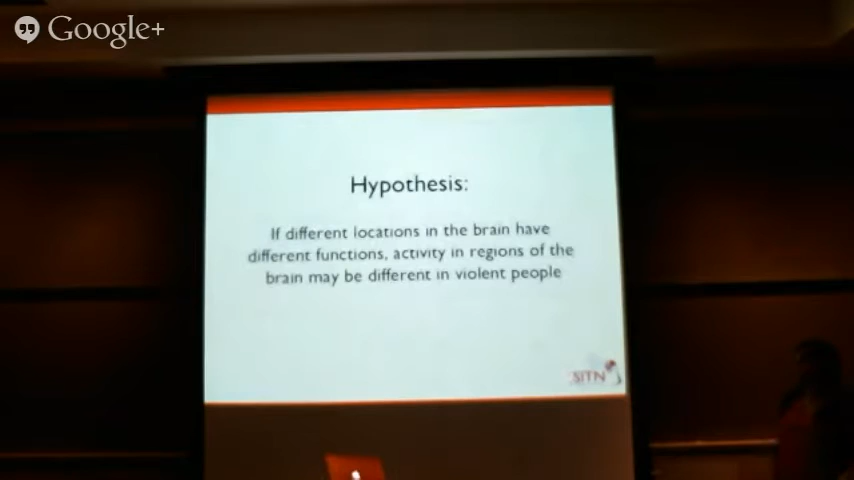 Google+
Hypothesis:
If different locations in the brain have
different functions, activity in regions of the
brain may be different in violent people
SITN